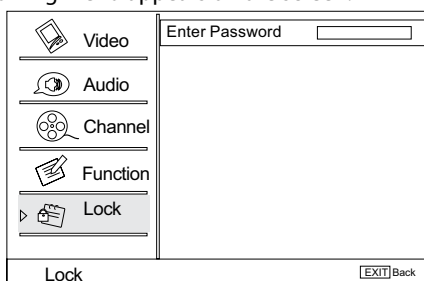 Video
Enter Password
Audio
Channel
Function
Lock
Lock
EXIT Back